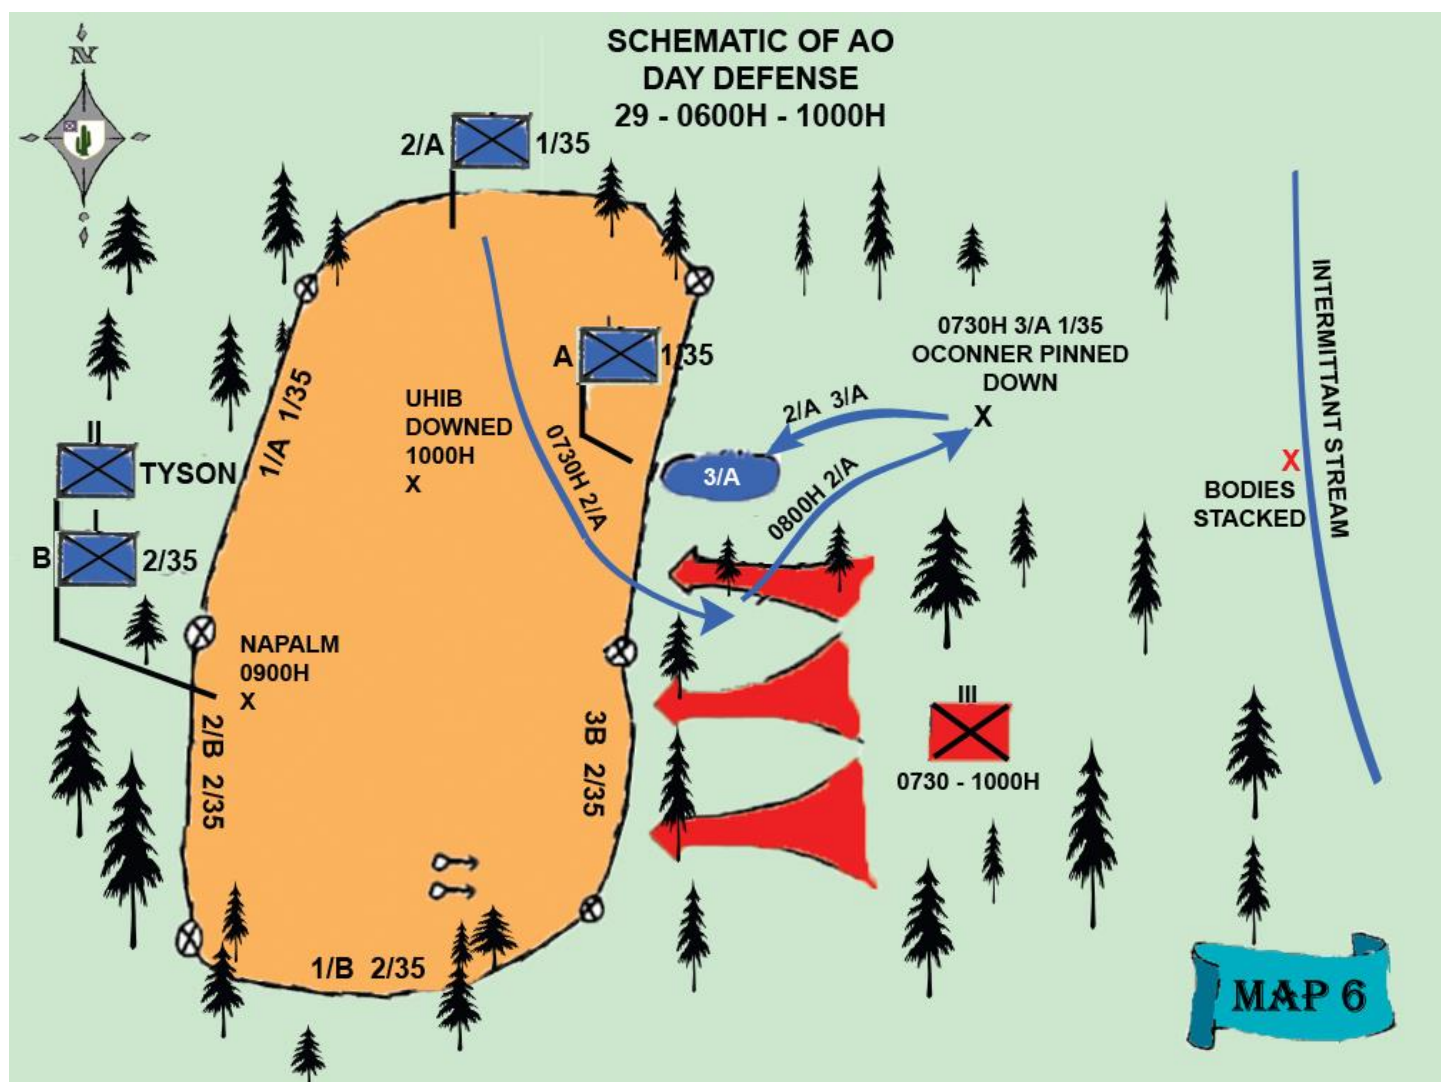 SCHEMATIC OF AO
DAY DEFENSE
29 - 0600H - 1000H
N
2/A
1/35
A
1/35
0730H 3/A 1/35
OCONNER PINNED
DOWN
X
INTERMITTANT STREAM
1/A 1/35
UHIB
DOWNED
1000H
X
0730H 2/A
2/A 3/A
3/A
0800H 2/A
X
BODIES
STACKED
II
TYSON
I
B
2/35
NAPALM
0900H
X
2/B 2/35
3B 2/35
III
0730 - 1000H
1/B 2/35
MAP 6